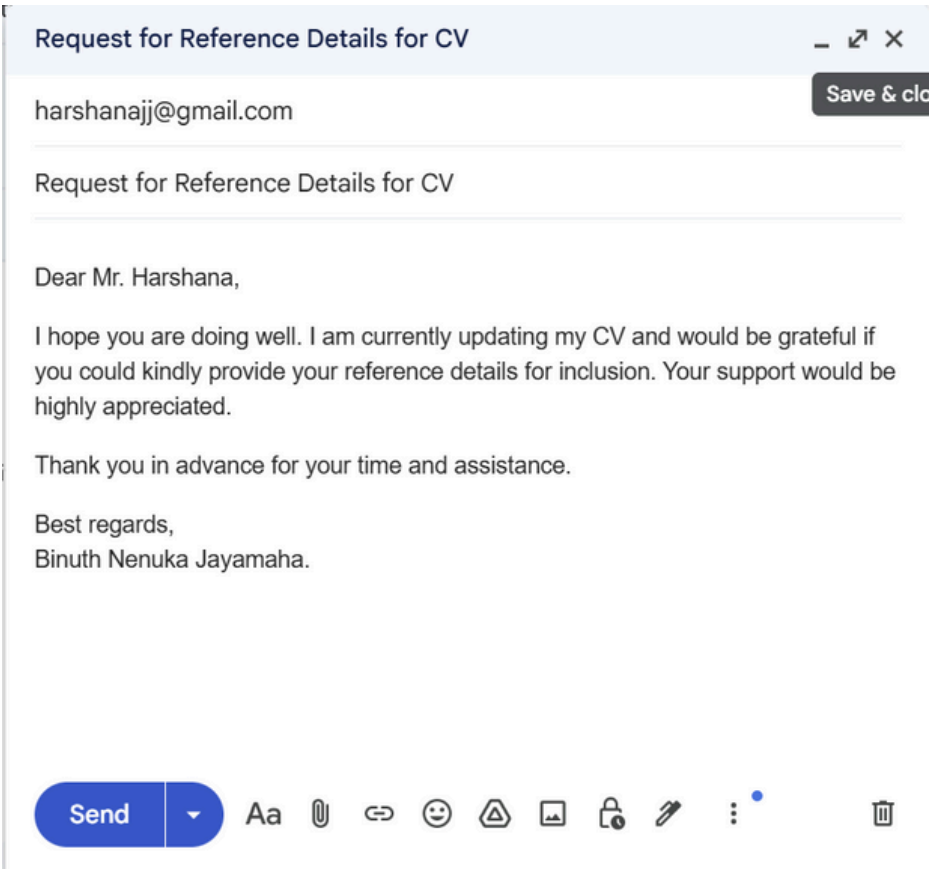 Request for Reference Details for CV
Save & clo
harshanajj@gmail.com
Request for Reference Details for CV
Dear Mr. Harshana,
I hope you are doing well. I am currently updating my CV and would be grateful if
you could kindly provide your reference details for inclusion. Your support would be
highly appreciated.
Thank you in advance for your time and assistance.
Best regards,
Binuth Nenuka Jayamaha.
Send
Aa